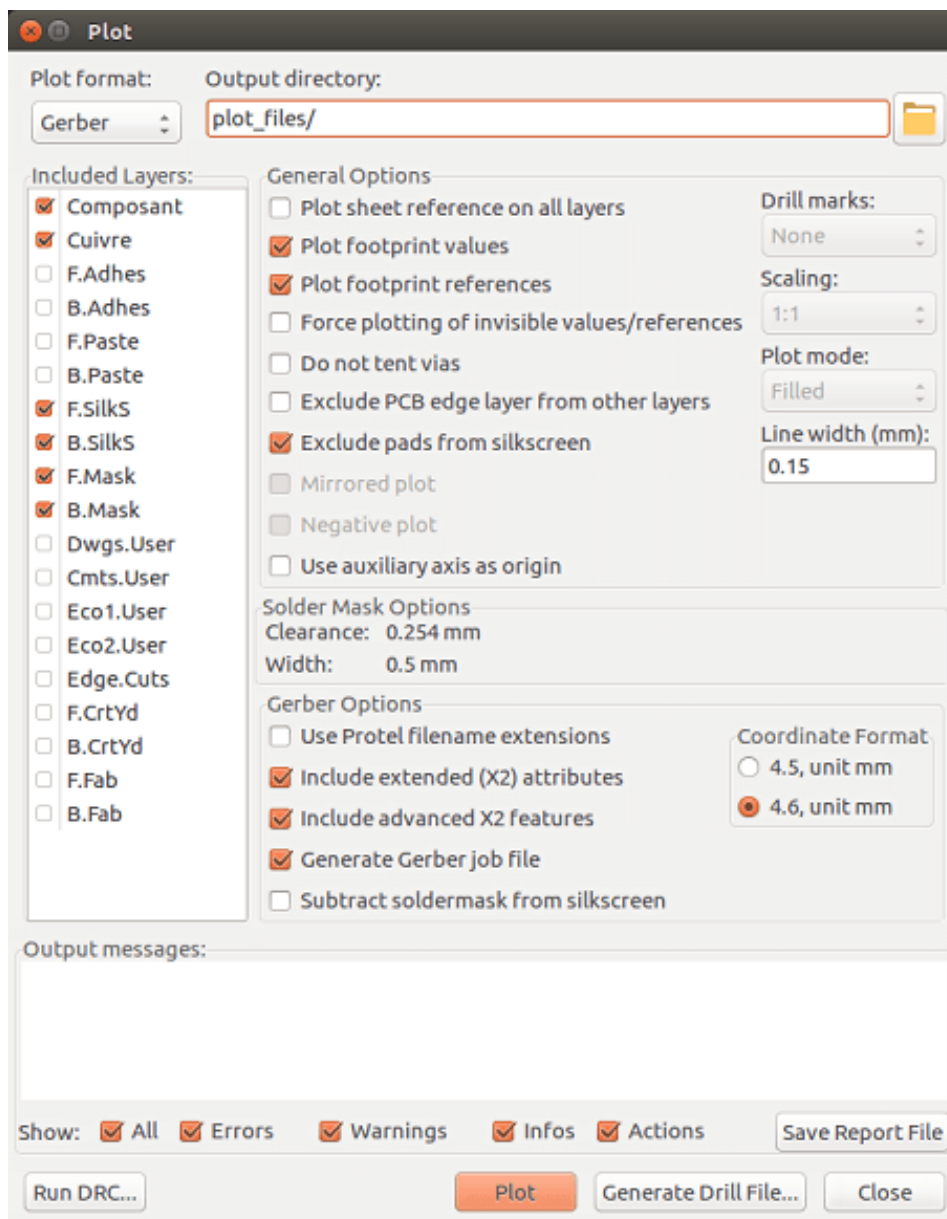 Plot
Plot format:
Output directory:
Gerber
plot_files/
Included Layers:
Composant
Cuivre
F.Adhes
B.Adhes
F.Paste
B.Paste
F.SilkS
B.SilkS
F.Mask
B.Mask
Dwgs.User
Cmts.User
Eco1.User
Eco2.User
Edge.Cuts
F.CrtYd
B.CrtYd
F.Fab
B.Fab
General Options
Plot sheet reference on all layers
Plot footprint values
Plot footprint references
Force plotting of invisible values/references
Do not tent vias
Exclude PCB edge layer from other layers
Exclude pads from silkscreen
Mirrored plot
Negative plot
Use auxiliary axis as origin
Drill marks:
None
Scaling:
1:1
Plot mode:
Filled
Line width (mm):
0.15
Solder Mask Options
Clearance: 0.254 mm
Width: 0.5 mm
Gerber Options
Use Protel filename extensions
Include extended (X2) attributes
Include advanced X2 features
Generate Gerber job file
Subtract soldermask from silkscreen
Coordinate Format
4.5, unit mm
4.6, unit mm
Output messages:
Show: All Errors Warnings Infos Actions Save Report File
Run DRC... Plot Generate Drill File... Close